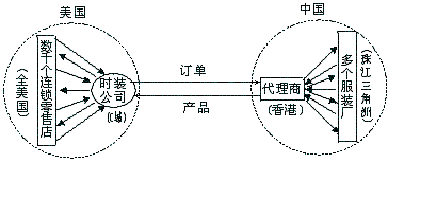 美国
中国
(全美国)
数千个连锁零售店
时装
公司
订单
产品
代理商
(香港)
多个服装厂
(珠江三角洲)